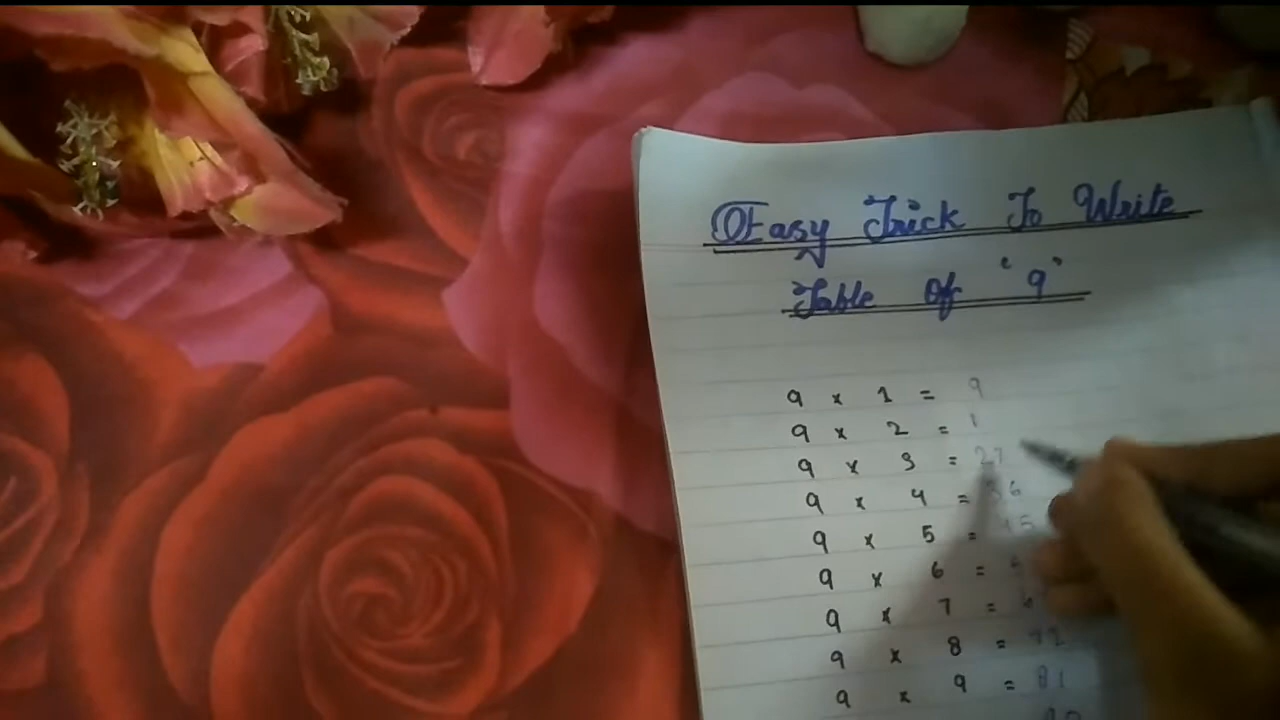 Easy Trick To Write
Table Of '9'
9 x 1 = 9
9 x 2 = 1
9 x 3 = 27
9 x 4 = 36
9 x 5 = 45
9 x 6 =
9 x 7 =
9 x 8 = 72
9 x 9 = 81
90